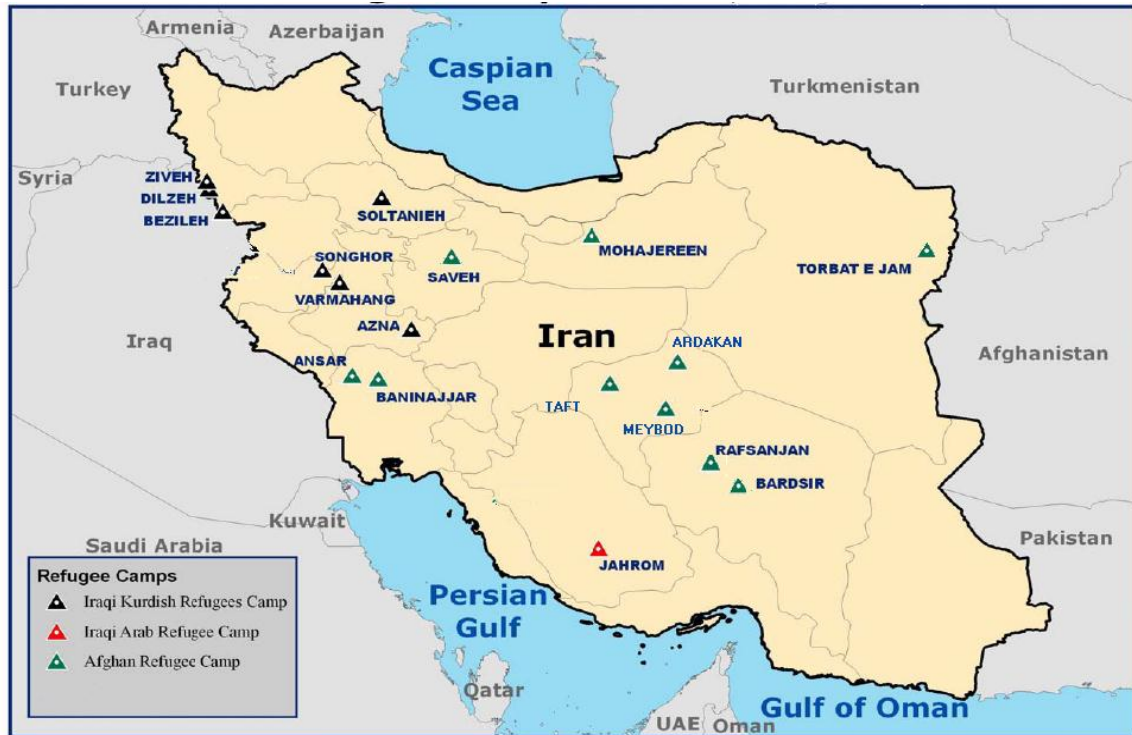 Armenia
Azerbaijan
Turkey
Caspian
Sea
Turkmenistan
Syria
ZIVEH
DILZEH
BEZILEH
SOLTANIEH
MOHAJEREEN
SONGHOR
SAVEH
TORBAT E JAM
VARMAHANG
AZNA
Iran
Iraq
ARDAKAN
Afghanistan
ANSAR
BANINAJJAR
TAFT
MEYBOD
RAFSANJAN
BARDSIR
Kuwait
Saudi Arabia
Pakistan
JAHROM
Refugee Camps
Iraqi Kurdish Refugees Camp
Iraqi Arab Refugee Camp
Afghan Refugee Camp
Persian
Gulf
Qatar
UAE
Oman
Gulf of Oman